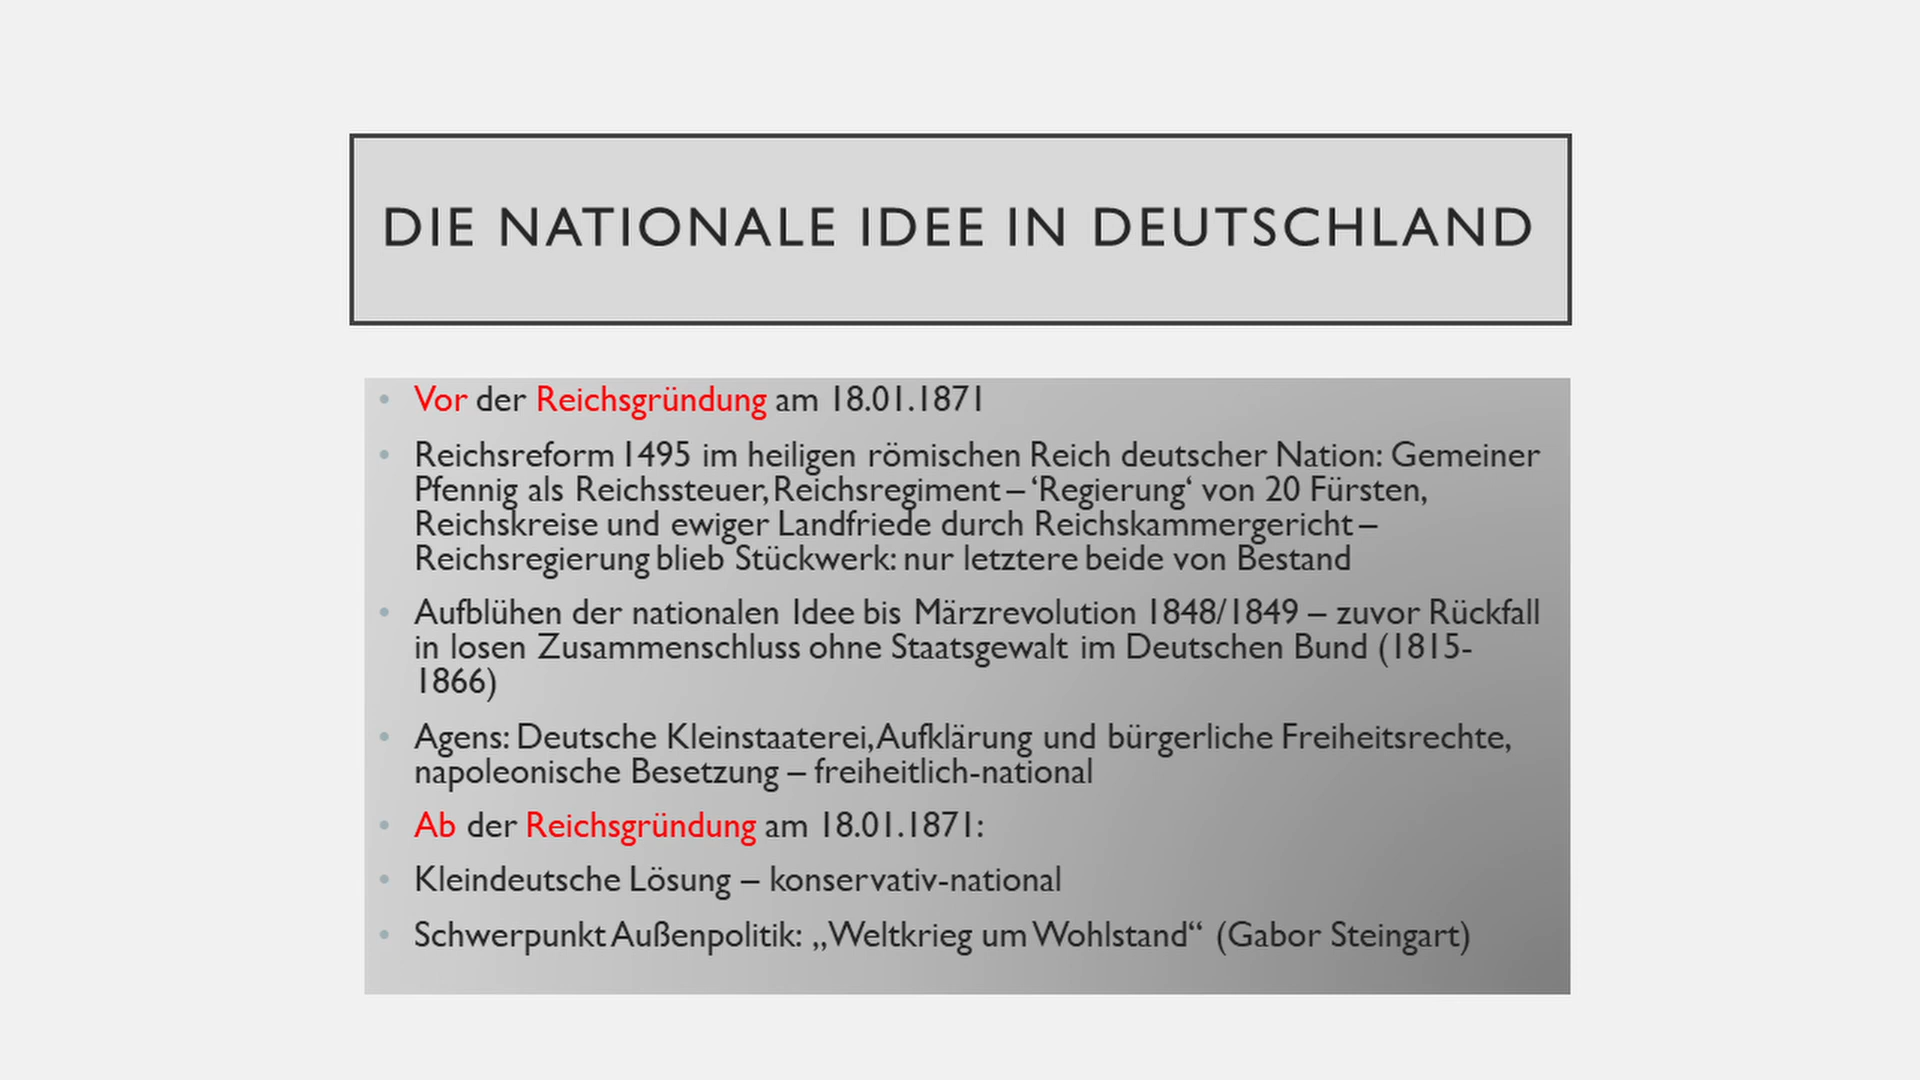 DIE NATIONALE IDEE IN DEUTSCHLAND
• Vor der Reichsgründung am 18.01.1871
• Reichsreform 1495 im heiligen römischen Reich deutscher Nation: Gemeiner
Pfennig als Reichssteuer, Reichsregiment – ‘Regierung‘ von 20 Fürsten,
Reichskreise und ewiger Landfriede durch Reichskammergericht –
Reichsregierung blieb Stückwerk: nur letztere beide von Bestand
• Aufblühen der nationalen Idee bis Märzrevolution 1848/1849 – zuvor Rückfall
in losen Zusammenschluss ohne Staatsgewalt im Deutschen Bund (1815-
1866)
• Agens: Deutsche Kleinstaaterei, Aufklärung und bürgerliche Freiheitsrechte,
napoleonische Besetzung – freiheitlich-national
• Ab der Reichsgründung am 18.01.1871:
• Kleindeutsche Lösung – konservativ-national
• Schwerpunkt Außenpolitik: „Weltkrieg um Wohlstand“ (Gabor Steingart)